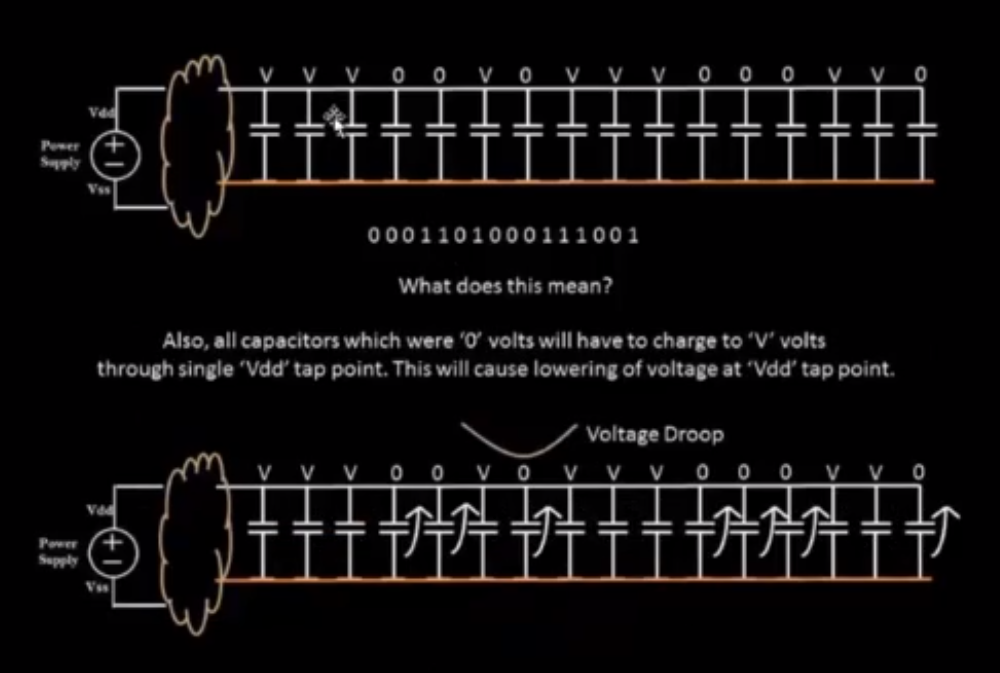 V V V 0 0 V 0 V V V 0 0 0 V V 0
Vdd
Power
Supply
Vss
0001101000111001
What does this mean?
Also, all capacitors which were '0' volts will have to charge to 'V' volts
through single 'Vdd' tap point. This will cause lowering of voltage at 'Vdd' tap point.
Voltage Droop
V V V 0 0 V 0 V V V 0 0 0 V V 0
Vdd
Power
Supply
Vss